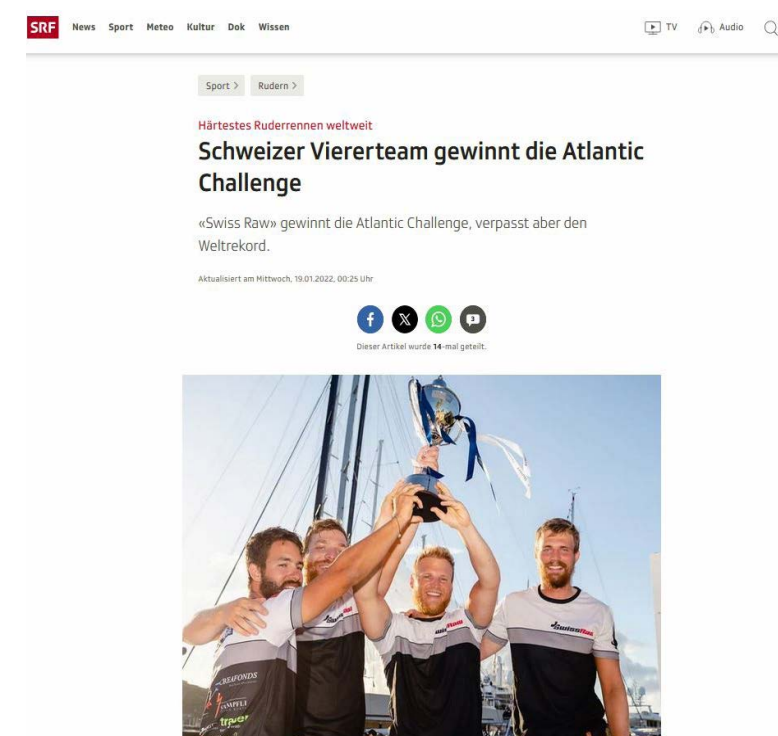 SRF News Sport Meteo Kultur Dok Wissen TV Audio
Sport > Rudern >
Härtestes Ruderrennen weltweit
Schweizer Viererteam gewinnt die Atlantic
Challenge
«Swiss Raw» gewinnt die Atlantic Challenge, verpasst aber den
Weltrekord.
Aktualisiert am Mittwoch, 19.01.2022, 00:25 Uhr
3
Dieser Artikel wurde 14-mal geteilt.
SwissRaw